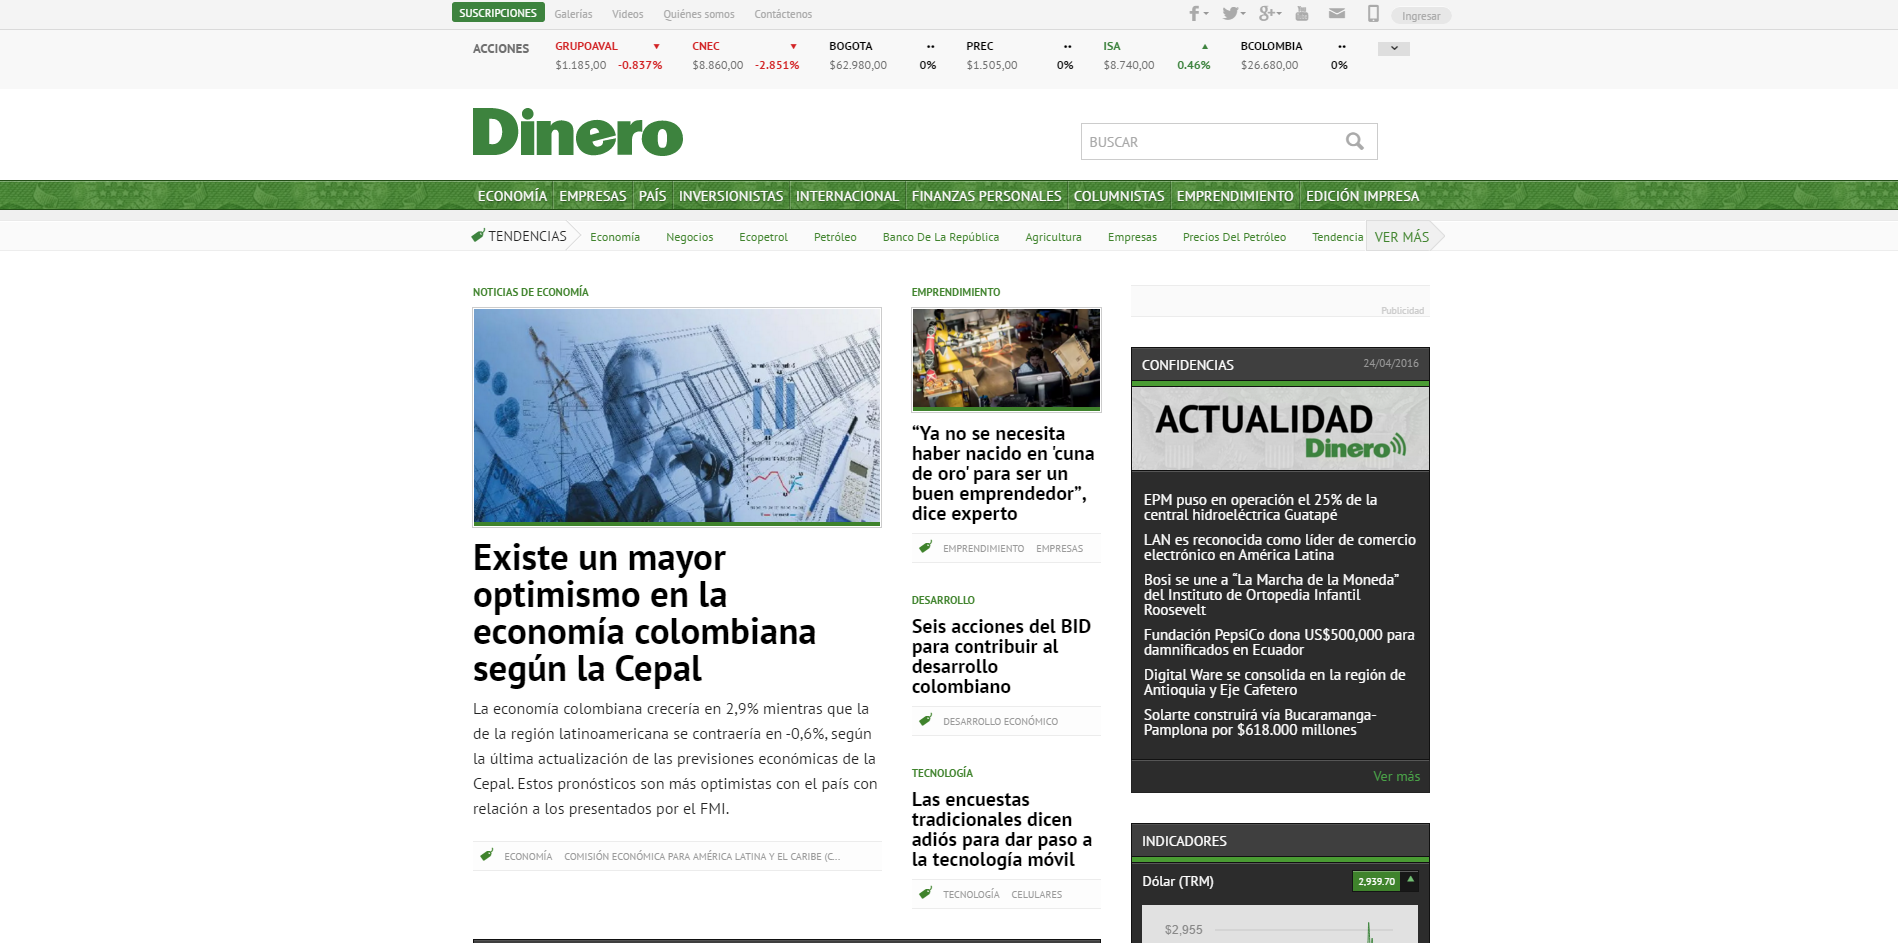 SUSCRIPCIONES Galerías Videos Quiénes somos Contáctenos Ingresar
ACCIONES
GRUPOAVAL ▼ CNEC ▼ BOGOTA •• PREC •• ISA ▲ BCOLOMBIA ••
$1.185,00 -0.837% $8.860,00 -2.851% $62.980,00 0% $1.505,00 0% $8.740,00 0.46% $26.680,00 0%
Dinero
BUSCAR
ECONOMÍA EMPRESAS PAÍS INVERSIONISTAS INTERNACIONAL FINANZAS PERSONALES COLUMNISTAS EMPRENDIMIENTO EDICIÓN IMPRESA
TENDENCIAS Economía Negocios Ecopetrol Petróleo Banco De La República Agricultura Empresas Precios Del Petróleo Tendencia VER MÁS
NOTICIAS DE ECONOMÍA
Existe un mayor
optimismo en la
economía colombiana
según la Cepal
La economía colombiana crecería en 2,9% mientras que la
de la región latinoamericana se contraería en -0,6%, según
la última actualización de las previsiones económicas de la
Cepal. Estos pronósticos son más optimistas con el país con
relación a los presentados por el FMI.
ECONOMÍA COMISIÓN ECONÓMICA PARA AMÉRICA LATINA Y EL CARIBE (C...
EMPRENDIMIENTO
“Ya no se necesita
haber nacido en 'cuna
de oro' para ser un
buen emprendedor”,
dice experto
EMPRENDIMIENTO EMPRESAS
DESARROLLO
Seis acciones del BID
para contribuir al
desarrollo
colombiano
DESARROLLO ECONÓMICO
TECNOLOGÍA
Las encuestas
tradicionales dicen
adiós para dar paso a
la tecnología móvil
TECNOLOGÍA CELULARES
Publicidad
CONFIDENCIAS 24/04/2016
ACTUALIDAD
Dinero
EPM puso en operación el 25% de la
central hidroeléctrica Guatapé
LAN es reconocida como líder de comercio
electrónico en América Latina
Bosi se une a “La Marcha de la Moneda”
del Instituto de Ortopedia Infantil
Roosevelt
Fundación PepsiCo dona US$500,000 para
damnificados en Ecuador
Digital Ware se consolida en la región de
Antioquia y Eje Cafetero
Solarte construirá vía Bucaramanga-
Pamplona por $618.000 millones
Ver más
INDICADORES
Dólar (TRM) 2,939.70 ▲
$2,955